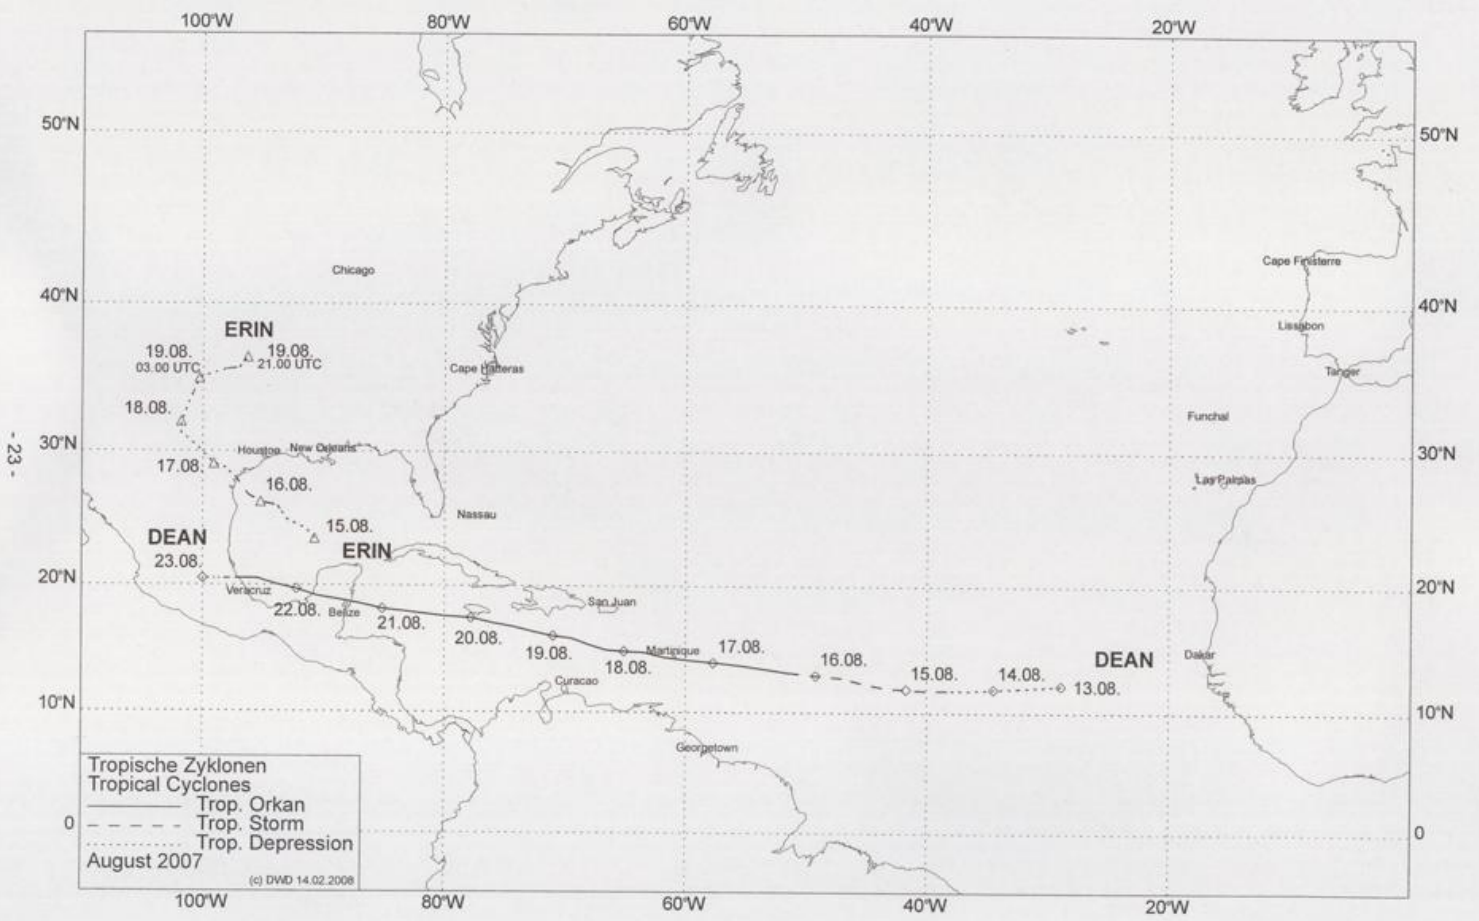 100°W 80°W 60°W 40°W 20°W
50°N 50°N
Chicago
Cape Finisterre
40°N 40°N
ERIN
Lissabon
19.08. 19.08.
03.00 UTC 21.00 UTC
Cape Hatteras
Tanger
18.08.
Funchal
30°N 30°N
Houston New Orleans
17.08.
- 23 -
Las Palmas
16.08.
Nassau
15.08.
DEAN
ERIN
23.08.
20°N 20°N
Veracruz
San Juan
22.08. Belize
21.08.
20.08.
19.08.
Martinique
17.08.
18.08.
16.08.
Dakar
DEAN
15.08. 14.08.
13.08.
Curacao
10°N 10°N
Georgetown
Tropische Zyklonen
Tropical Cyclones
Trop. Orkan
Trop. Storm
Trop. Depression
August 2007
(c) DWD 14.02.2008
0 0
100°W 80°W 60°W 40°W 20°W